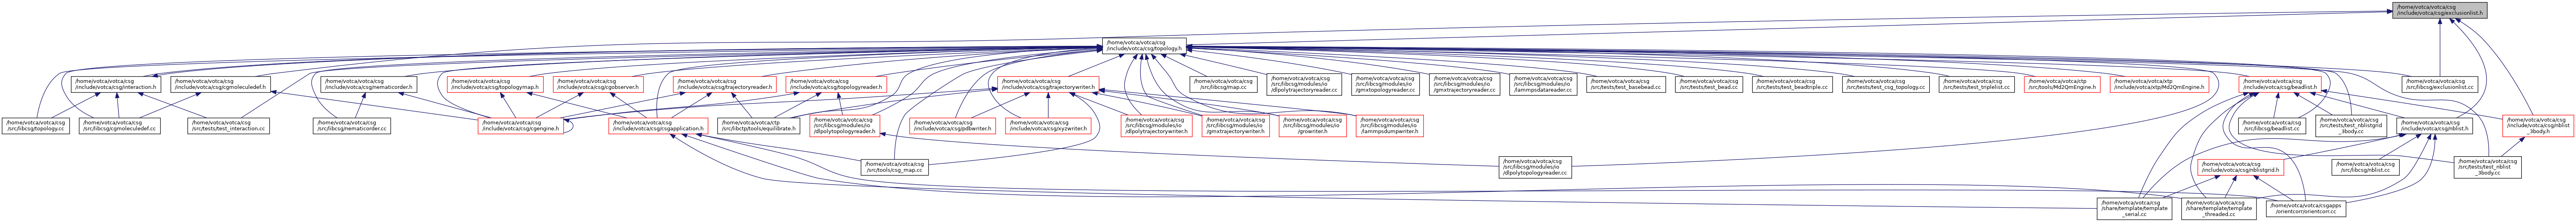 /home/votca/votca/csg
/include/votca/csg/exclusionlist.h
/home/votca/votca/csg
/include/votca/csg/topology.h
/home/votca/votca/csg
/include/votca/csg/interaction.h
/home/votca/votca/csg
/include/votca/csg/cgmoleculedef.h
/home/votca/votca/csg
/include/votca/csg/nematicorder.h
/home/votca/votca/csg
/include/votca/csg/topologymap.h
/home/votca/votca/csg
/include/votca/csg/cgobserver.h
/home/votca/votca/csg
/include/votca/csg/trajectoryreader.h
/home/votca/votca/csg
/include/votca/csg/topologyreader.h
/home/votca/votca/csg
/include/votca/csg/trajectorywriter.h
/home/votca/votca/csg
/src/libcsg/map.cc
/home/votca/votca/csg
/src/libcsg/modules/io
/dlpolytrajectoryreader.cc
/home/votca/votca/csg
/src/libcsg/modules/io
/gmxtopologyreader.cc
/home/votca/votca/csg
/src/libcsg/modules/io
/gmxtrajectoryreader.cc
/home/votca/votca/csg
/src/libcsg/modules/io
/lammpsdatareader.cc
/home/votca/votca/csg
/src/tests/test_basebead.cc
/home/votca/votca/csg
/src/tests/test_bead.cc
/home/votca/votca/csg
/src/tests/test_beadtriple.cc
/home/votca/votca/csg
/src/tests/test_csg_topology.cc
/home/votca/votca/csg
/src/tests/test_triplelist.cc
/home/votca/votca/ctp
/src/tools/Md2QmEngine.h
/home/votca/votca/xtp
/include/votca/xtp/Md2QmEngine.h
/home/votca/votca/csg
/include/votca/csg/beadlist.h
/home/votca/votca/csg
/src/libcsg/exclusionlist.cc
/home/votca/votca/csg
/src/libcsg/topology.cc
/home/votca/votca/csg
/src/libcsg/cgmoleculedef.cc
/home/votca/votca/csg
/src/tests/test_interaction.cc
/home/votca/votca/csg
/src/libcsg/nematicorder.cc
/home/votca/votca/csg
/include/votca/csg/cgengine.h
/home/votca/votca/csg
/include/votca/csg/csgapplication.h
/home/votca/votca/ctp
/src/libctp/tools/equilibrate.h
/home/votca/votca/csg
/src/libcsg/modules/io
/dlpolytopologyreader.h
/home/votca/votca/csg
/include/votca/csg/pdbwriter.h
/home/votca/votca/csg
/include/votca/csg/xyzwriter.h
/home/votca/votca/csg
/src/libcsg/modules/io
/dlpolytrajectorywriter.h
/home/votca/votca/csg
/src/libcsg/modules/io
/gmxtrajectorywriter.h
/home/votca/votca/csg
/src/libcsg/modules/io
/growriter.h
/home/votca/votca/csg
/src/libcsg/modules/io
/lammpsdumpwriter.h
/home/votca/votca/csg
/src/libcsg/beadlist.cc
/home/votca/votca/csg
/src/tests/test_nblistgrid
_3body.cc
/home/votca/votca/csg
/include/votca/csg/nblist.h
/home/votca/votca/csg
/include/votca/csg/nblist
_3body.h
/home/votca/votca/csg
/src/tools/csg_map.cc
/home/votca/votca/csg
/src/libcsg/modules/io
/dlpolytopologyreader.cc
/home/votca/votca/csg
/include/votca/csg/nblistgrid.h
/home/votca/votca/csg
/src/libcsg/nblist.cc
/home/votca/votca/csg
/src/tests/test_nblist
_3body.cc
/home/votca/votca/csg
/share/template/template
_serial.cc
/home/votca/votca/csg
/share/template/template
_threaded.cc
/home/votca/votca/csgapps
/orientcorr/orientcorr.cc